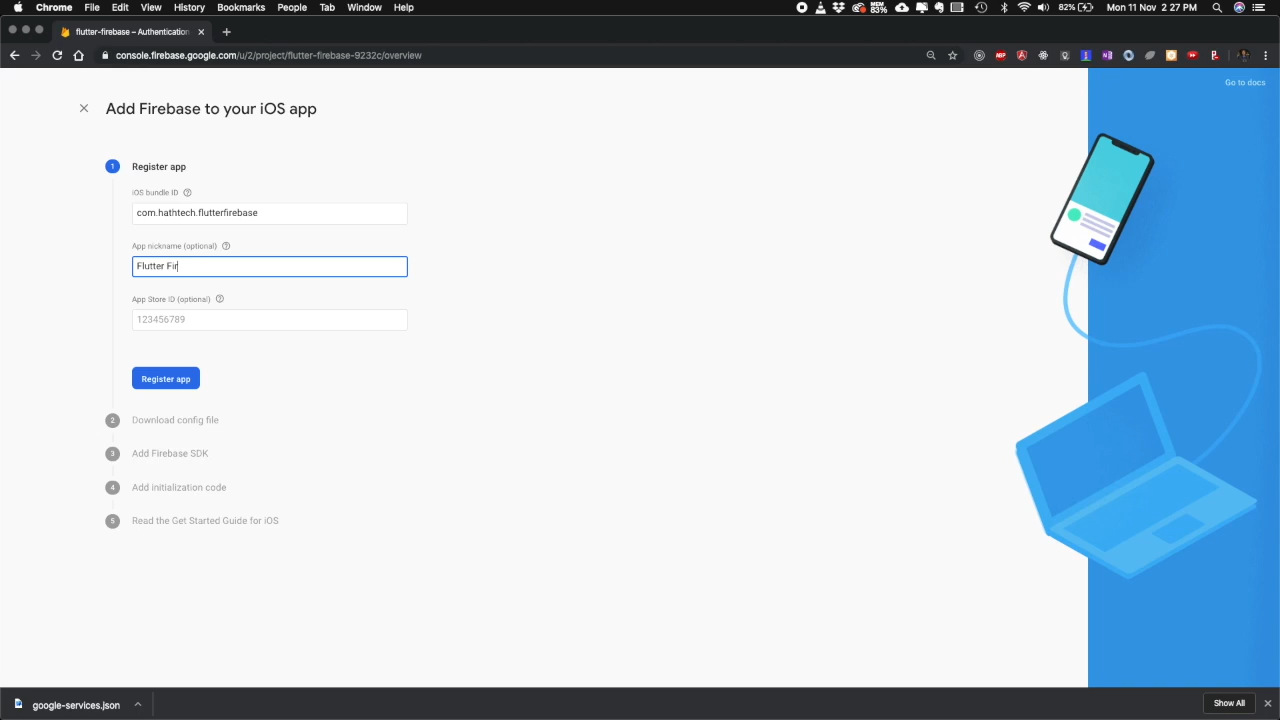 Chrome File Edit View History Bookmarks People Tab Window Help MEM 83% 82% Mon 11 Nov 2 27 PM
flutter-firebase – Authentication
console.firebase.google.com/u/2/project/flutter-firebase-9232c/overview ABP
Go to docs
Add Firebase to your iOS app
1 Register app
iOS bundle ID
com.hathtech.flutterfirebase
App nickname (optional)
Flutter Fir
App Store ID (optional)
123456789
Register app
2 Download config file
3 Add Firebase SDK
4 Add initialization code
5 Read the Get Started Guide for iOS
google-services.json Show All